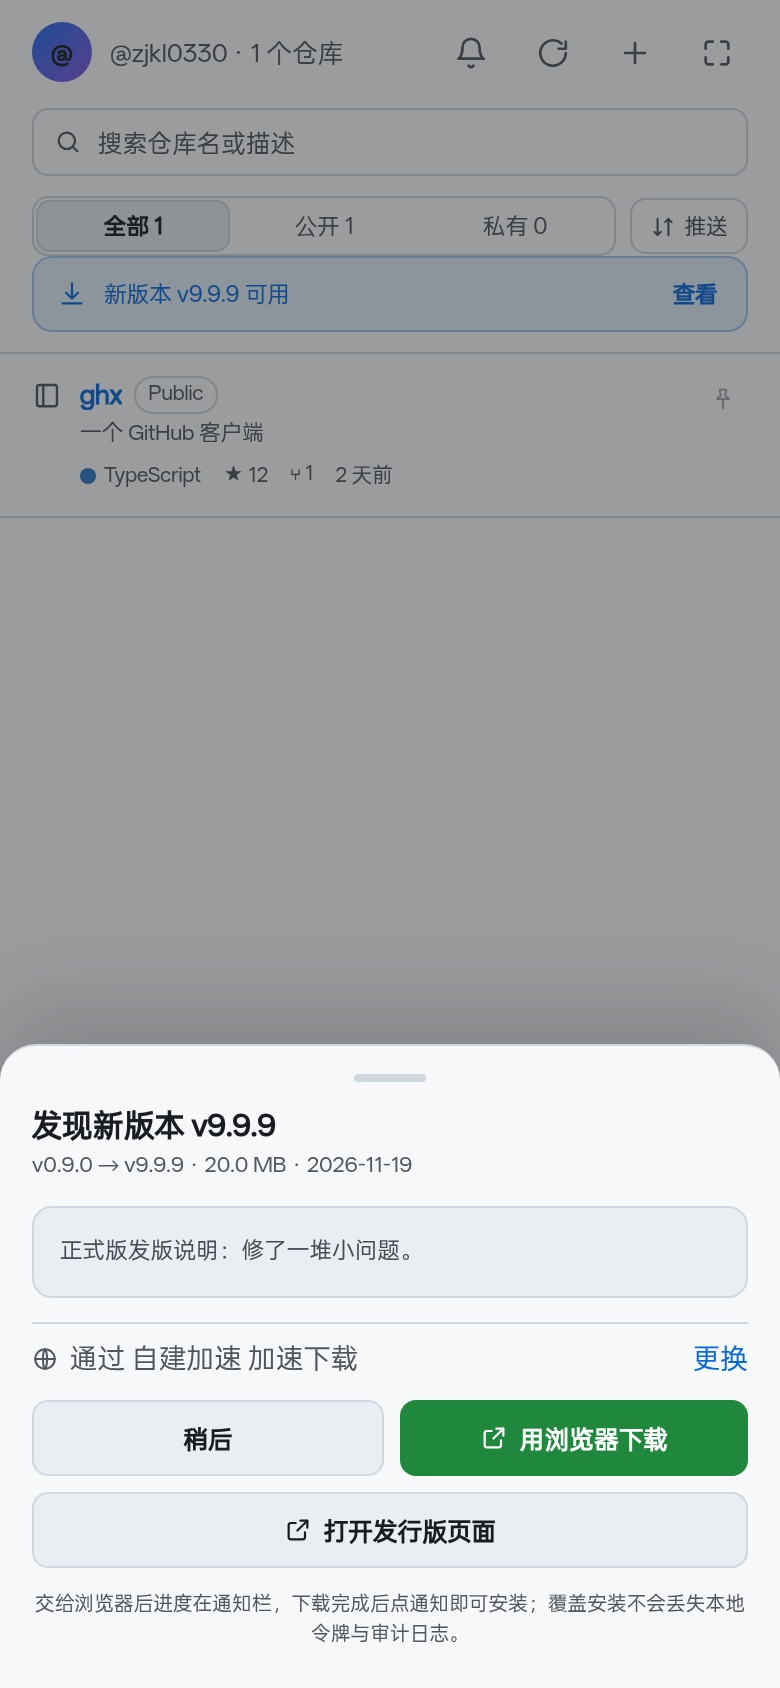 @ @zjkl0330 · 1 个仓库
搜索仓库名或描述
全部 1 公开 1 私有 0 推送
新版本 v9.9.9 可用 查看
ghx Public
一个 GitHub 客户端
TypeScript ★ 12 1 2 天前
发现新版本 v9.9.9
v0.9.0 → v9.9.9 · 20.0 MB · 2026-11-19
正式版发版说明：修了一堆小问题。
通过 自建加速 加速下载 更换
稍后 用浏览器下载
打开发行版页面
交给浏览器后进度在通知栏，下载完成后点通知即可安装；覆盖安装不会丢失本地
令牌与审计日志。